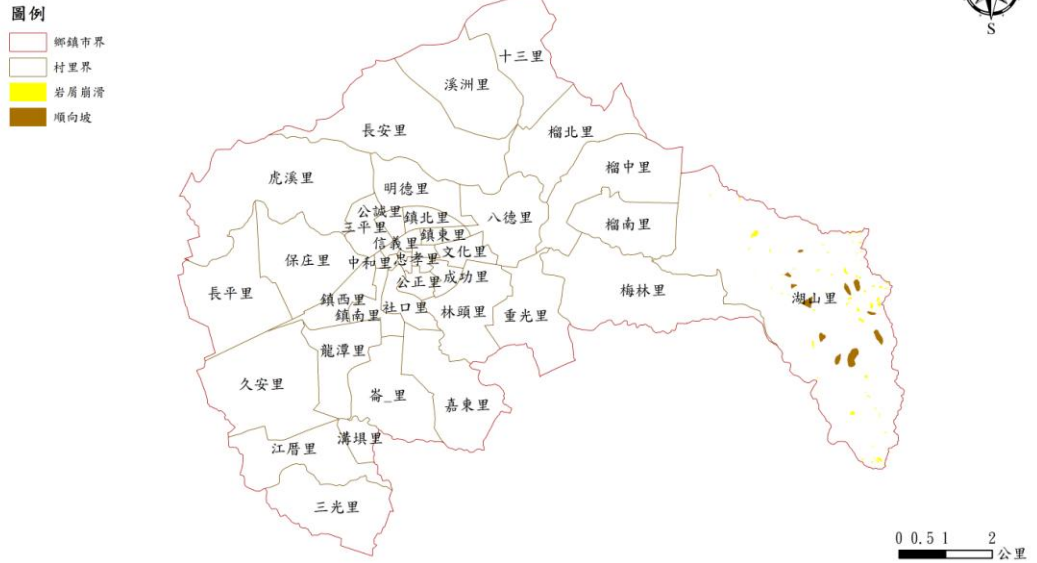 圖例
鄉鎮市界
村里界
岩屑崩滑
順向坡
S
十三里
溪洲里
長安里
榴北里
榴中里
虎溪里
明德里
公誠里
鎮北里
八德里
榴南里
三平里
鎮東里
信義里
文化里
保庄里
中和里
忠孝里
成功里
公正里
長平里
梅林里
湖山里
鎮西里
社口里
林頭里
重光里
鎮南里
龍潭里
久安里
崙_里
嘉東里
溝埧里
江厝里
三光里
0 0.5 1 2
公里